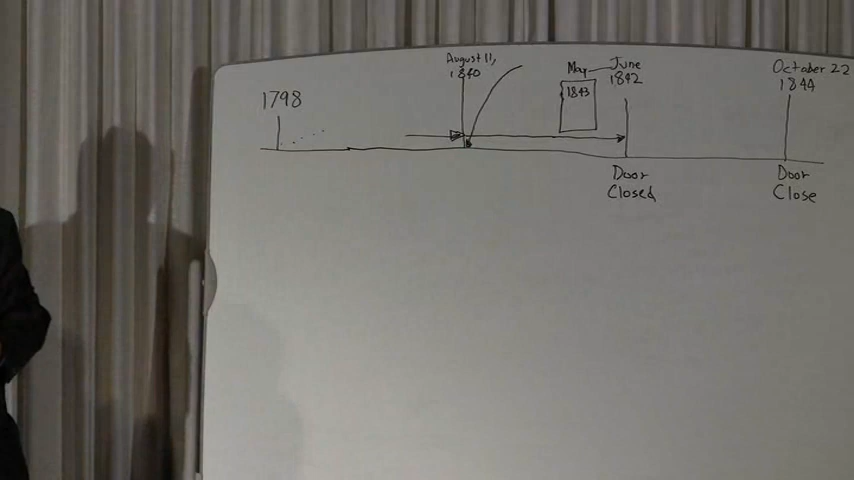 1798
August 11,
1840
May
1843
June
1842
October 22
1844
Door
Closed
Door
Close